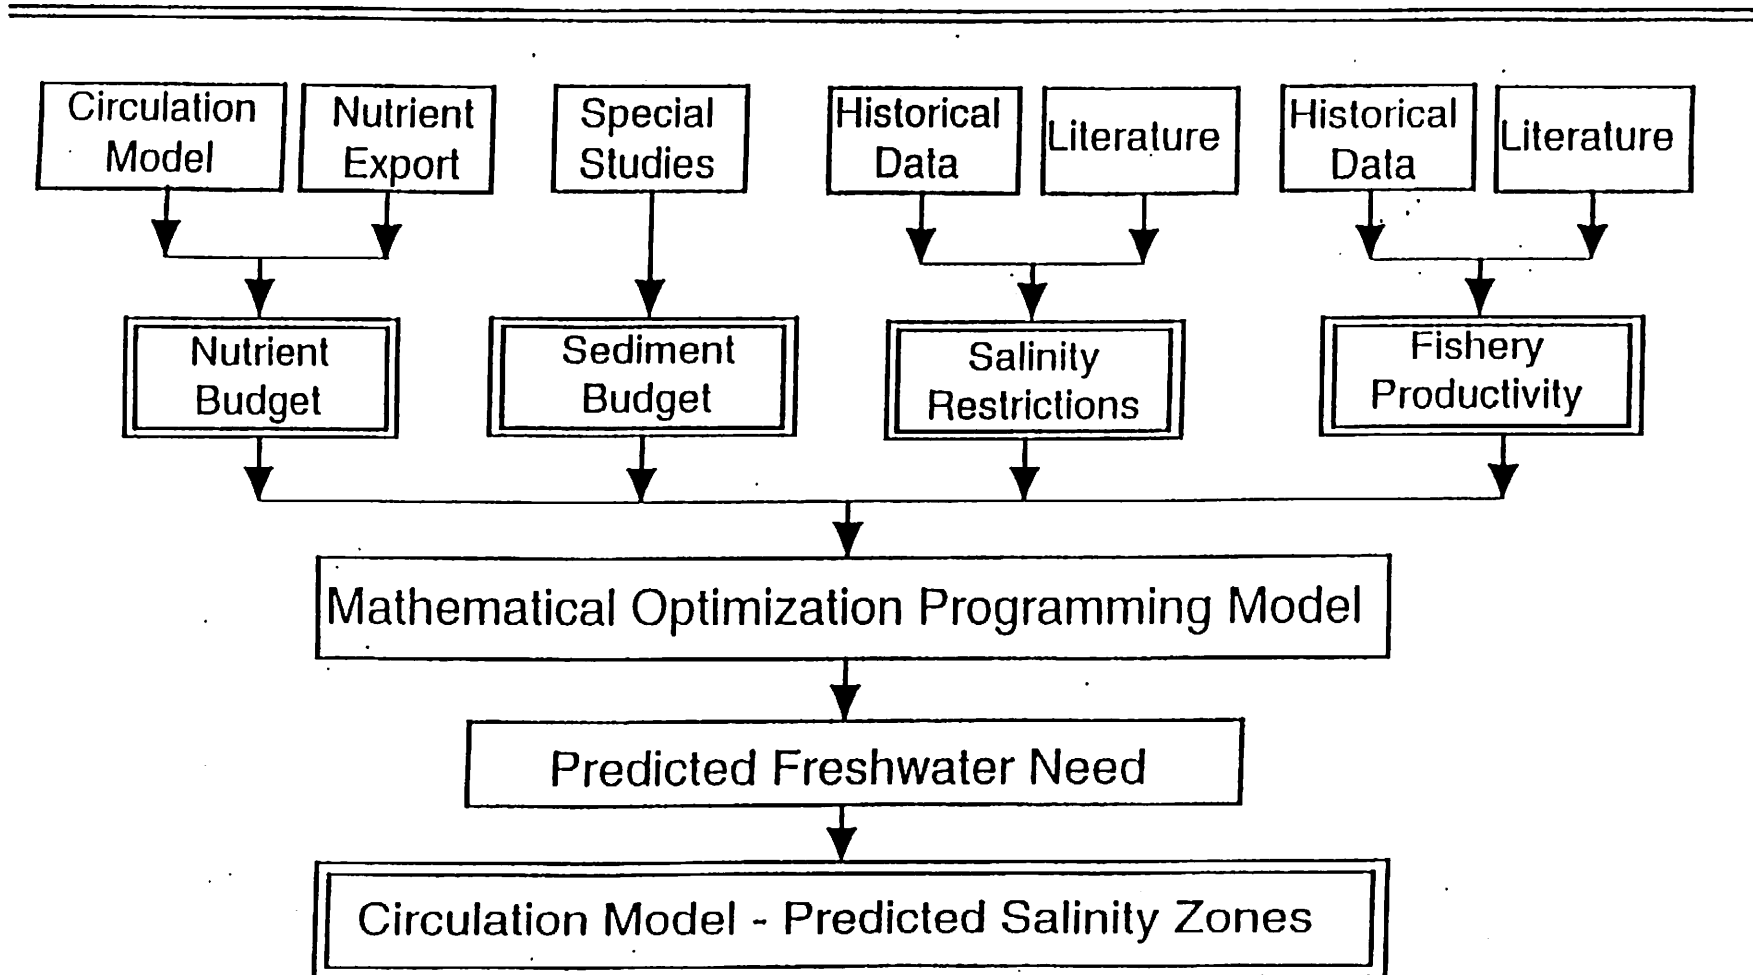 Circulation
Model
Nutrient
Export
Special
Studies
Historical
Data
Literature
Historical
Data
Literature
Nutrient
Budget
Sediment
Budget
Salinity
Restrictions
Fishery
Productivity
Mathematical Optimization Programming Model
Predicted Freshwater Need
Circulation Model - Predicted Salinity Zones